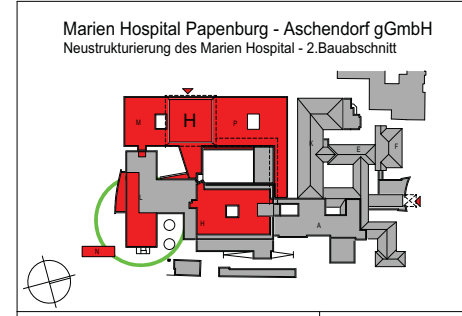 Marien Hospital Papenburg - Aschendorf gGmbH
Neustrukturierung des Marien Hospital - 2.Bauabschnitt
M
H
P
K
E
F
L
H
A
N